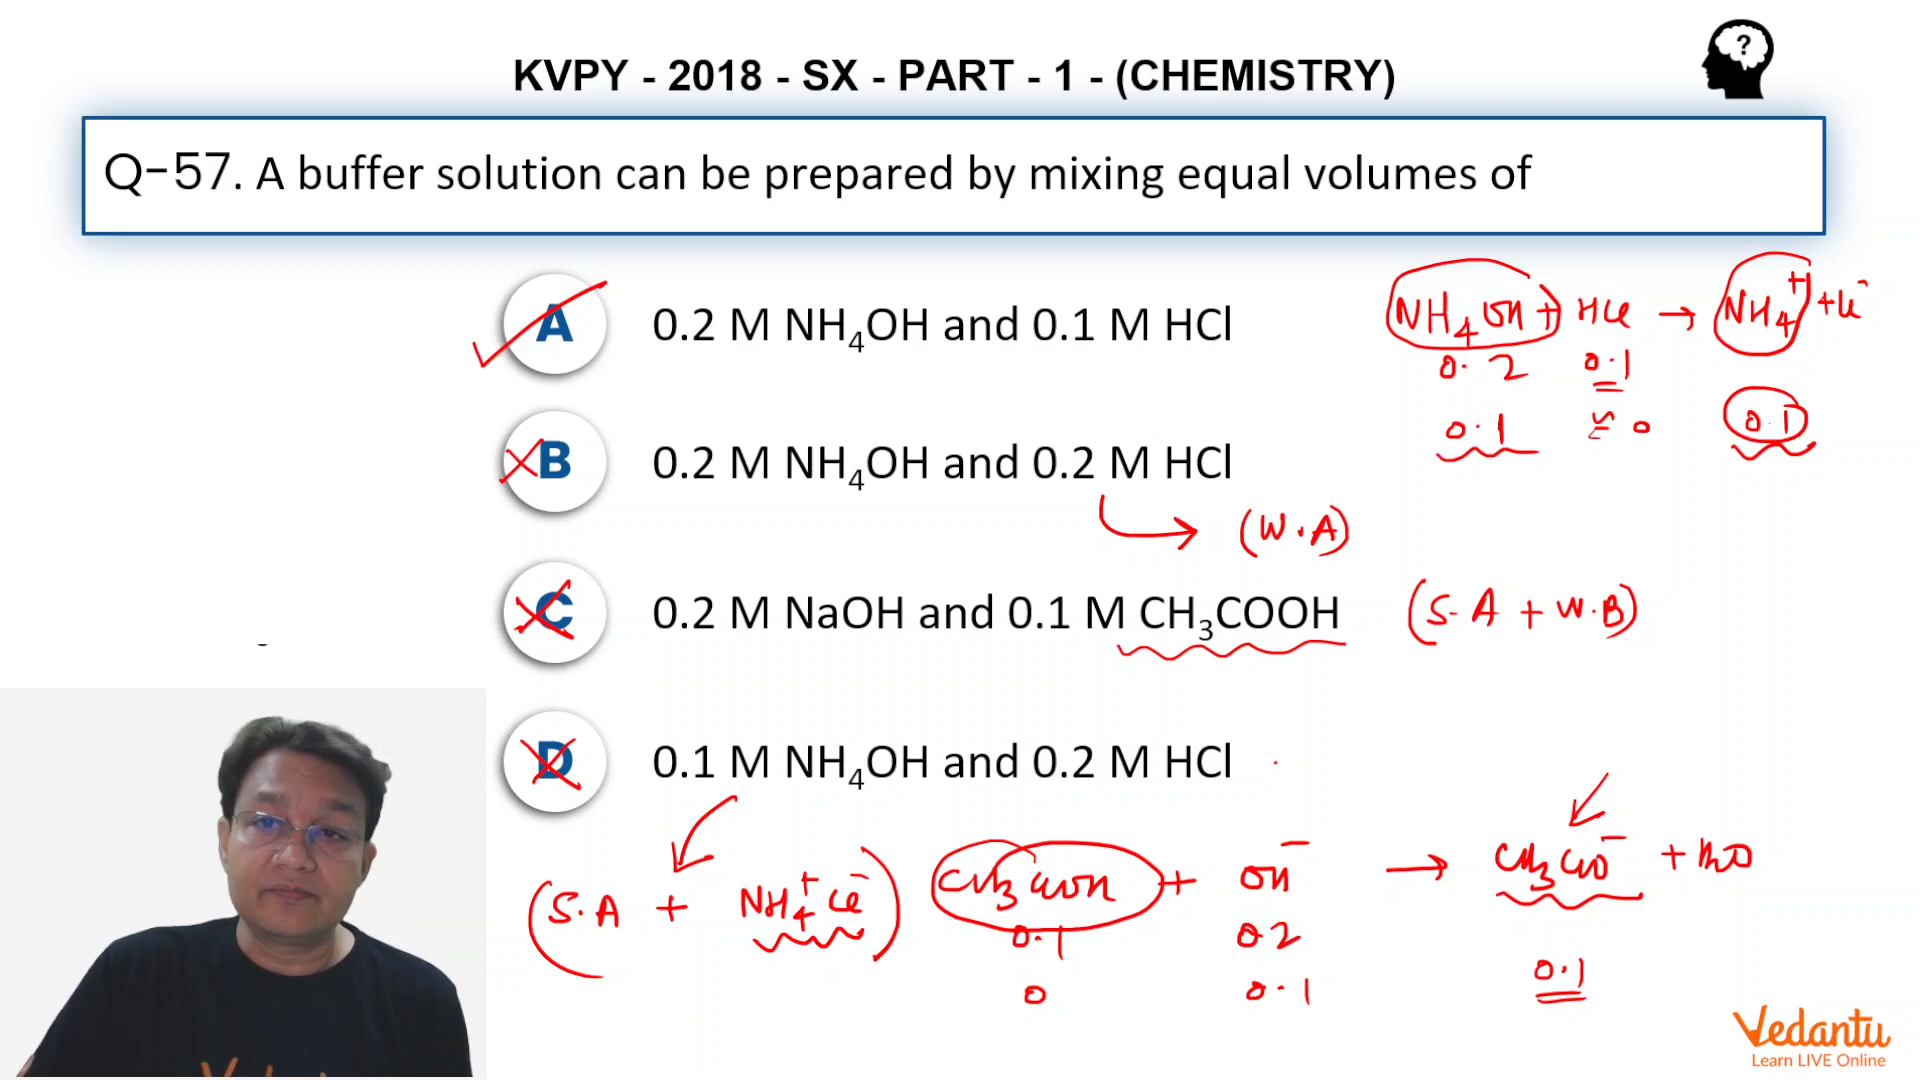 KVPY - 2018 - SX - PART - 1 - (CHEMISTRY)
?
Q-57. A buffer solution can be prepared by mixing equal volumes of
A 0.2 M NH₄OH and 0.1 M HCl
NH₄OH + HCl → NH₄⁺ + Cl⁻
0.2 0.1
0.1 ≈ 0 0.1
B 0.2 M NH₄OH and 0.2 M HCl
(W.A)
C 0.2 M NaOH and 0.1 M CH₃COOH (S.A + W.B)
D 0.1 M NH₄OH and 0.2 M HCl
(S.A + NH₄⁺Cl⁻)
CH₃COOH + OH⁻ → CH₃COO⁻ + H₂O
0.1 0.2
0 0.1 0.1
Vedantu
Learn LIVE Online